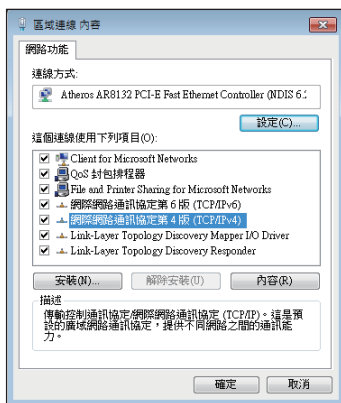 區域連線 內容
網路功能
連線方式:
Atheros AR8132 PCI-E Fast Ethernet Controller (NDIS 6.
設定(C)...
這個連線使用下列項目(O):
Client for Microsoft Networks
QoS 封包排程器
File and Printer Sharing for Microsoft Networks
網際網路通訊協定第 6 版 (TCP/IPv6)
網際網路通訊協定第 4 版 (TCP/IPv4)
Link-Layer Topology Discovery Mapper I/O Driver
Link-Layer Topology Discovery Responder
安裝(N)... 解除安裝(U) 內容(R)
描述
傳輸控制通訊協定/網際網路通訊協定 (TCP/IP)。這是預
設的廣域網路通訊協定,提供不同網路之間的通訊能
力。
確定 取消